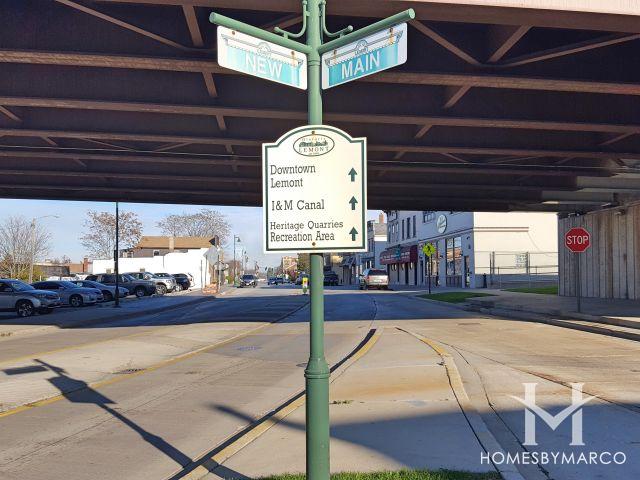 NEW
MAIN
LEMONT
Downtown
Lemont
I&M Canal
Heritage Quarries
Recreation Area
STOP
HOMESBYMARCO